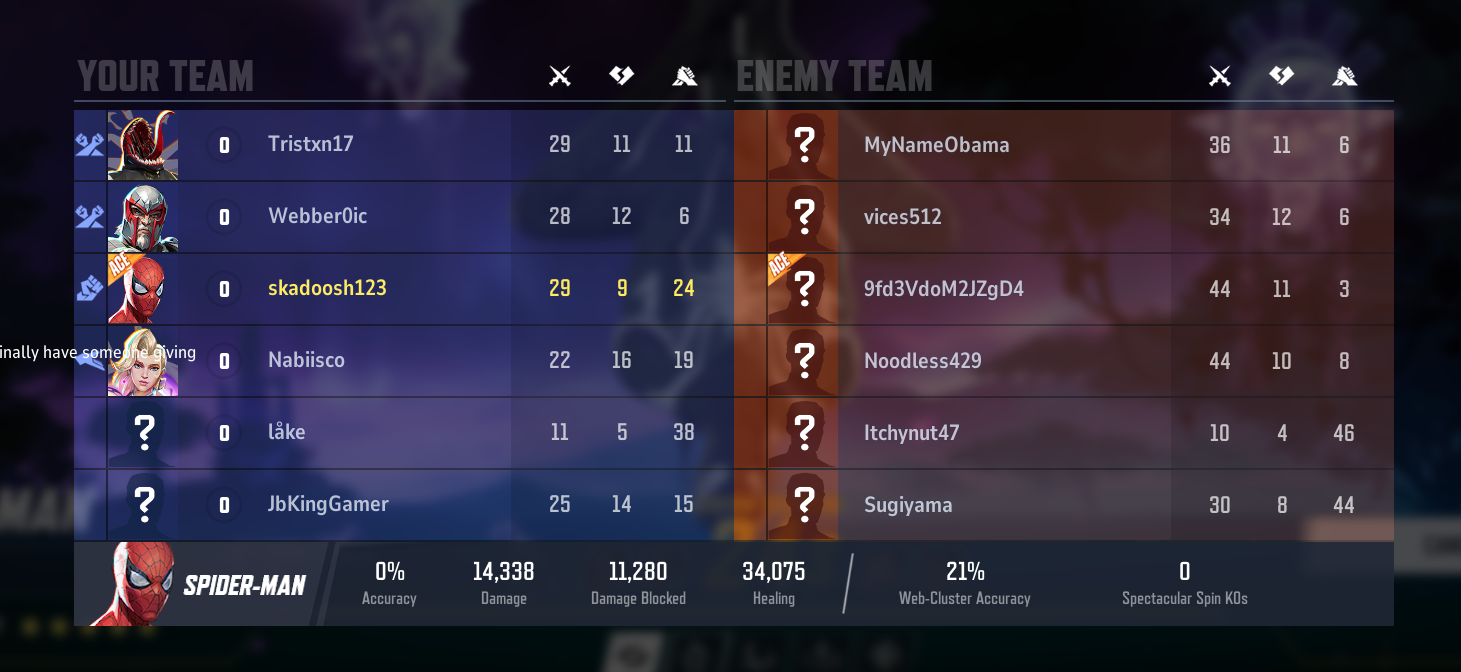 YOUR TEAM
ENEMY TEAM
ACE
0 Tristxn17 29 11 11
? MyNameObama 36 11 6
0 Webber0ic 28 12 6
? vices512 34 12 6
ACE 0 skadoosh123 29 9 24
ACE ? 9fd3VdoM2JZgD4 44 11 3
inally have someone giving
0 Nabiisco 22 16 19
? Noodless429 44 10 8
? 0 låke 11 5 38
? Itchynut47 10 4 46
? 0 JbKingGamer 25 14 15
? Sugiyama 30 8 44
SPIDER-MAN
0% 14,338 11,280 34,075 21% 0
Accuracy Damage Damage Blocked Healing Web-Cluster Accuracy Spectacular Spin KOs